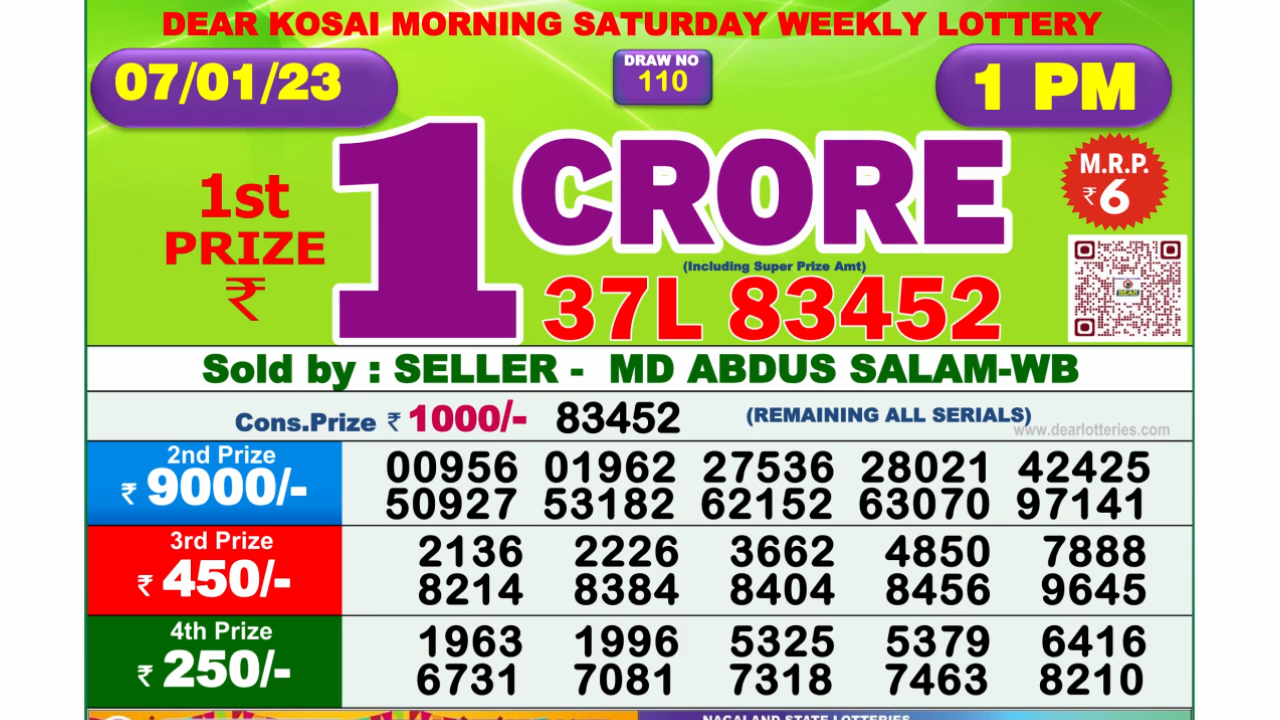 DEAR KOSAI MORNING SATURDAY WEEKLY LOTTERY
07/01/23
DRAW NO
110
1 PM
1st
PRIZE
₹
1 CRORE
(Including Super Prize Amt)
37L 83452
M.R.P.
₹ 6
DEAR
Sold by : SELLER - MD ABDUS SALAM-WB
Cons.Prize ₹ 1000/- 83452 (REMAINING ALL SERIALS)
www.dearlotteries.com
2nd Prize
₹ 9000/-
00956 01962 27536 28021 42425
50927 53182 62152 63070 97141
3rd Prize
₹ 450/-
2136 2226 3662 4850 7888
8214 8384 8404 8456 9645
4th Prize
₹ 250/-
1963 1996 5325 5379 6416
6731 7081 7318 7463 8210
NAGALAND STATE LOTTERIES